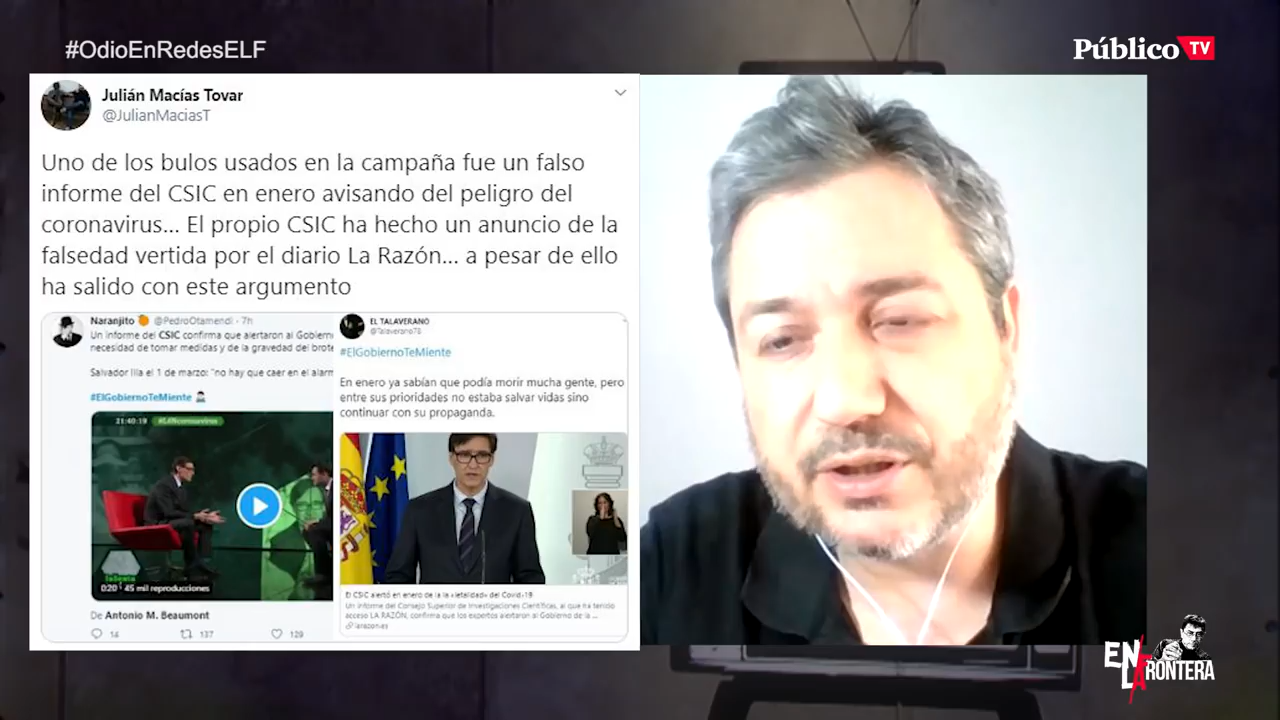 #OdioEnRedesELF
Público TV
Julián Macías Tovar
@JulianMaciasT
Uno de los bulos usados en la campaña fue un falso
informe del CSIC en enero avisando del peligro del
coronavirus... El propio CSIC ha hecho un anuncio de la
falsedad vertida por el diario La Razón... a pesar de ello
ha salido con este argumento
Naranjito @PedroOtamendi · 7h
Un informe del CSIC confirma que alertaron al Gobiern
necesidad de tomar medidas y de la gravedad del brote
Salvador Illa el 1 de marzo: "no hay que caer en el alarm
#ElGobiernoTeMiente
21:40:19
laSexta
0:20 · 45 mil reproducciones
De Antonio M. Beaumont
14 137 129
EL TALAVERANO
@Talaverano78
#ElGobiernoTeMiente
En enero ya sabían que podía morir mucha gente, pero
entre sus prioridades no estaba salvar vidas sino
continuar con su propaganda.
El CSIC alertó en enero de la la «letalidad» del Covid-19
Un informe del Consejo Superior de Investigaciones Científicas, al que ha tenido
acceso LA RAZÓN, confirma que los expertos alertaron al Gobierno de la ...
larazon.es
EN
LA FRONTERA